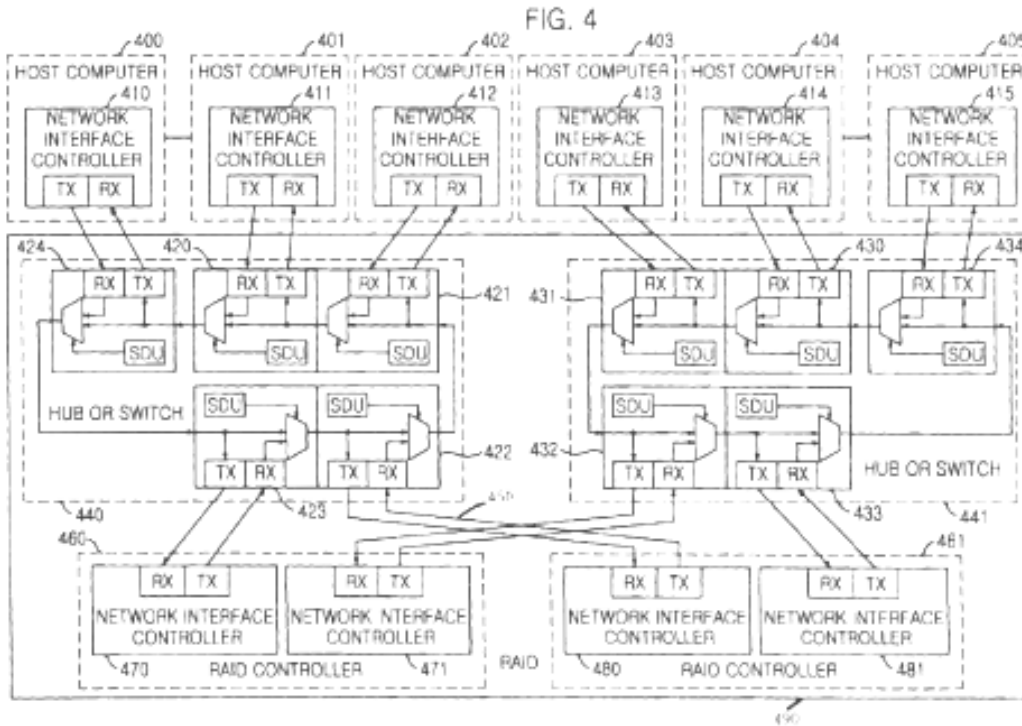 FIG. 4
400 401 402 403 404 405
HOST COMPUTER HOST COMPUTER HOST COMPUTER HOST COMPUTER HOST COMPUTER HOST COMPUTER
410 411 412 413 414 415
NETWORK INTERFACE CONTROLLER
NETWORK INTERFACE CONTROLLER
NETWORK INTERFACE CONTROLLER
NETWORK INTERFACE CONTROLLER
NETWORK INTERFACE CONTROLLER
NETWORK INTERFACE CONTROLLER
TX RX TX RX TX RX TX RX TX RX TX RX
424 420 430 434
RX TX RX TX RX TX RX TX RX TX RX TX
421 431
SDU SDU SDU SDU SDU SDU
HUB OR SWITCH
SDU SDU SDU SDU
422 432
TX RX TX RX TX RX TX RX
HUB OR SWITCH
440 423 450 433 441
460 461
RX TX RX TX RX TX RX TX
NETWORK INTERFACE CONTROLLER
NETWORK INTERFACE CONTROLLER
NETWORK INTERFACE CONTROLLER
NETWORK INTERFACE CONTROLLER
470 RAID CONTROLLER 471 RAID 480 RAID CONTROLLER 481
490